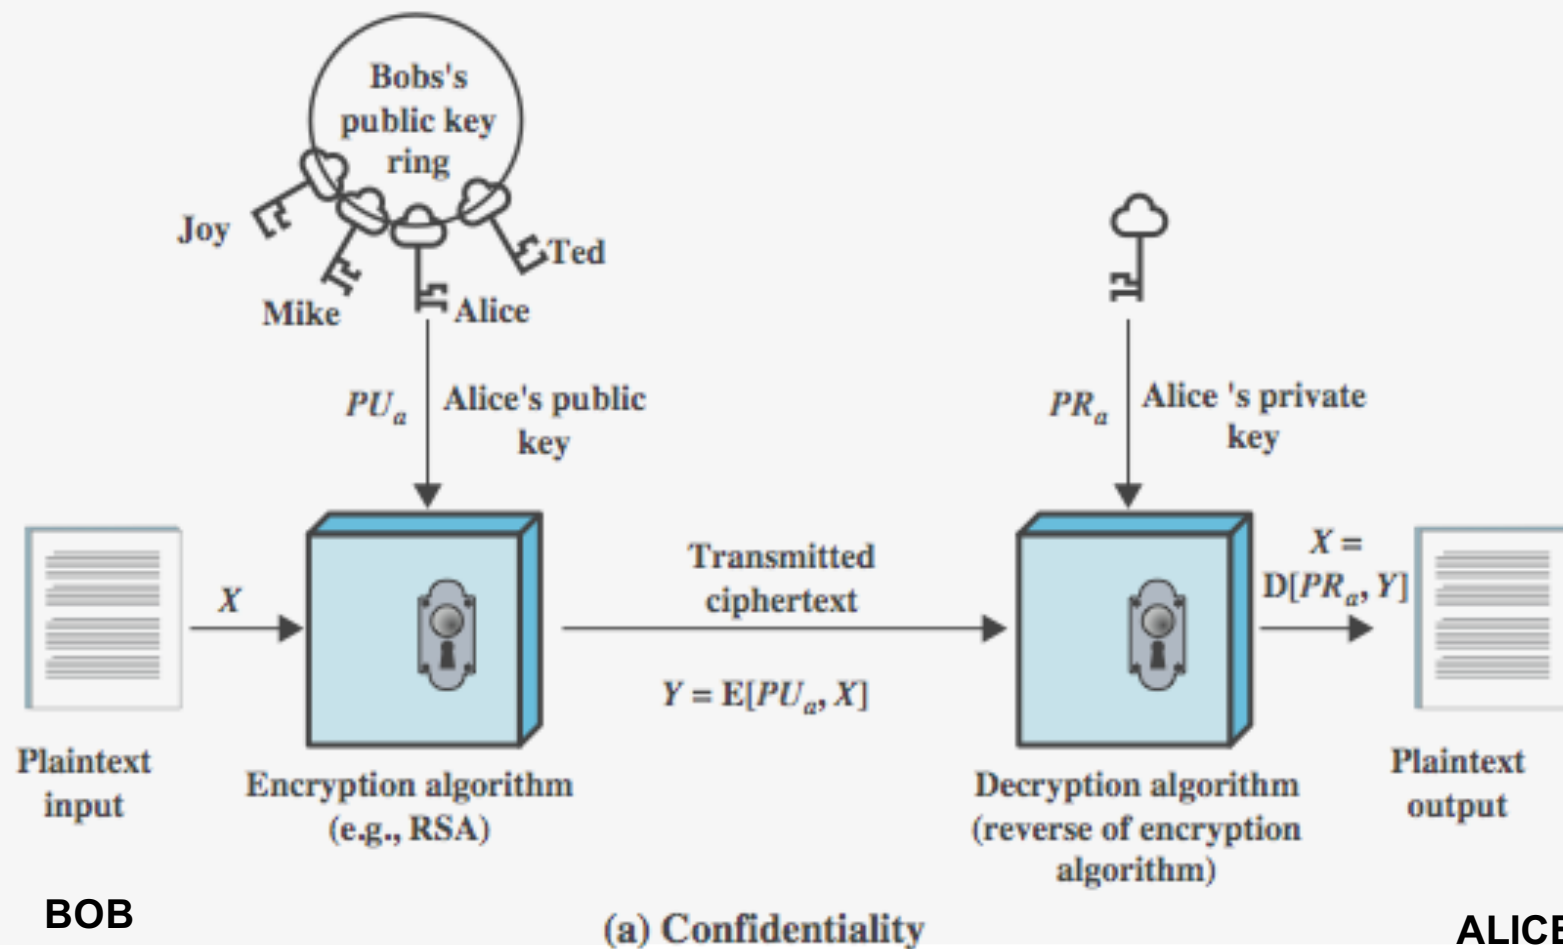 Bobs's
public key
ring
Joy
Ted
Mike
Alice
PUa
Alice's public
key
PRa
Alice 's private
key
X
Transmitted
ciphertext
Y = E[PUa, X]
X =
D[PRa, Y]
Plaintext
input
Encryption algorithm
(e.g., RSA)
Decryption algorithm
(reverse of encryption
algorithm)
Plaintext
output
BOB
(a) Confidentiality
ALICE